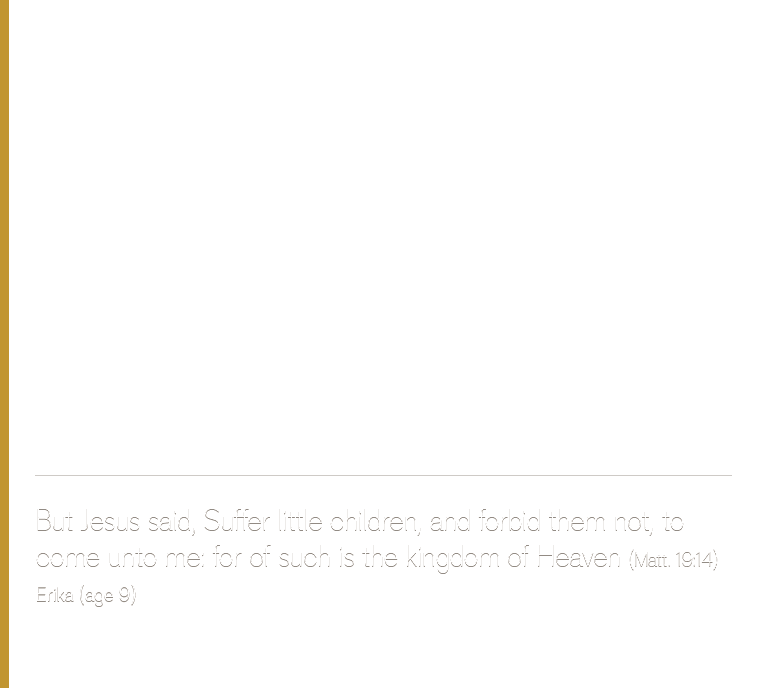 But Jesus said, Suffer little children, and forbid them not, to
come unto me: for of such is the kingdom of Heaven (Matt. 19:14)
Erika (age 9)